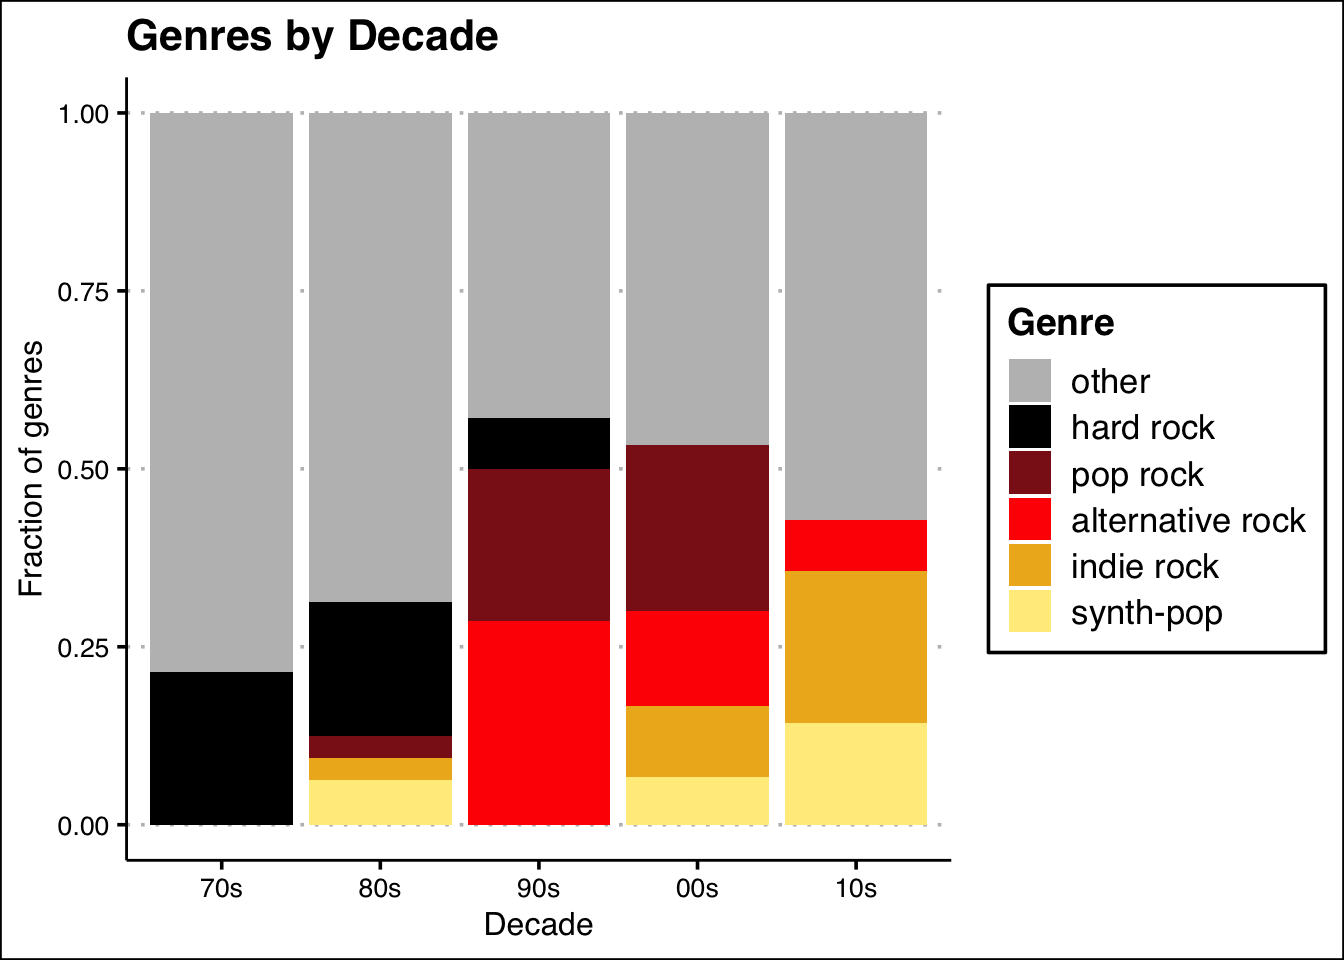 Genres by Decade
1.00
0.75
0.50
0.25
0.00
Fraction of genres
70s 80s 90s 00s 10s
Decade
Genre
other
hard rock
pop rock
alternative rock
indie rock
synth-pop